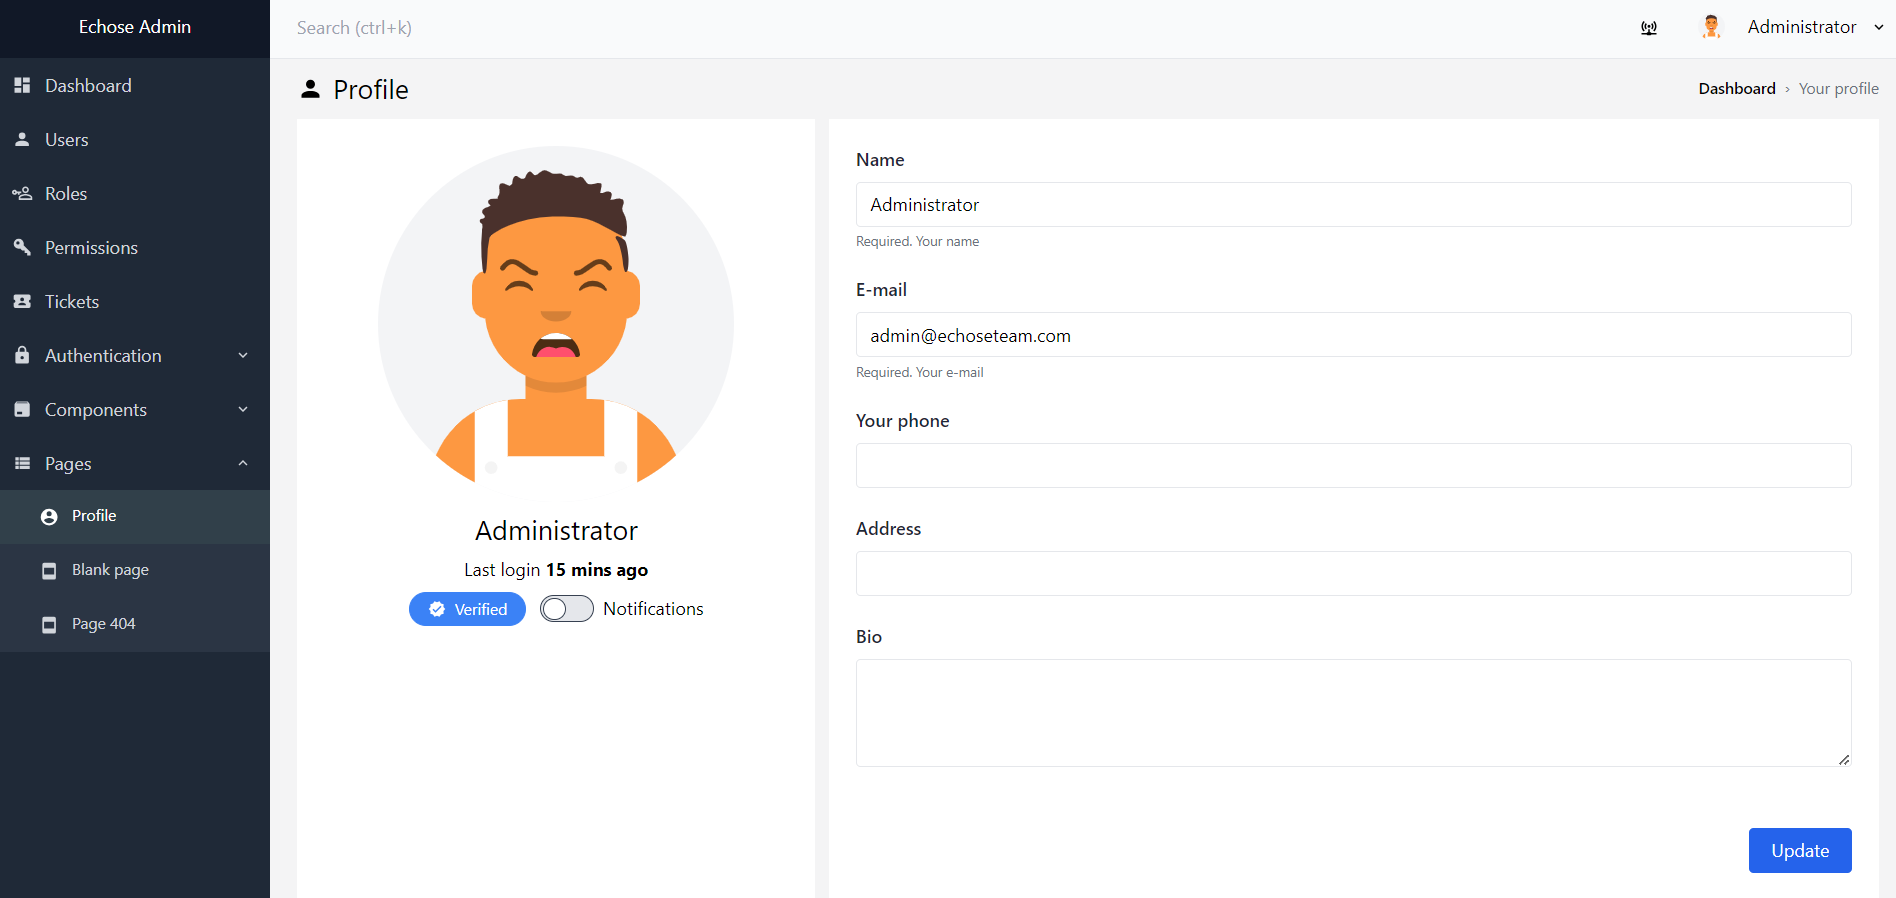 Echose Admin
Search (ctrl+k)
Administrator
Dashboard
Users
Roles
Permissions
Tickets
Authentication
Components
Pages
Profile
Blank page
Page 404
Profile
Dashboard › Your profile
Administrator
Last login 15 mins ago
Verified
Notifications
Name
Administrator
Required. Your name
E-mail
admin@echoseteam.com
Required. Your e-mail
Your phone
Address
Bio
Update